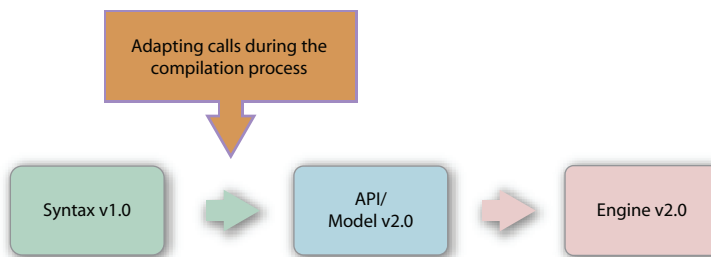 Adapting calls during the
compilation process
Syntax v1.0
API/
Model v2.0
Engine v2.0